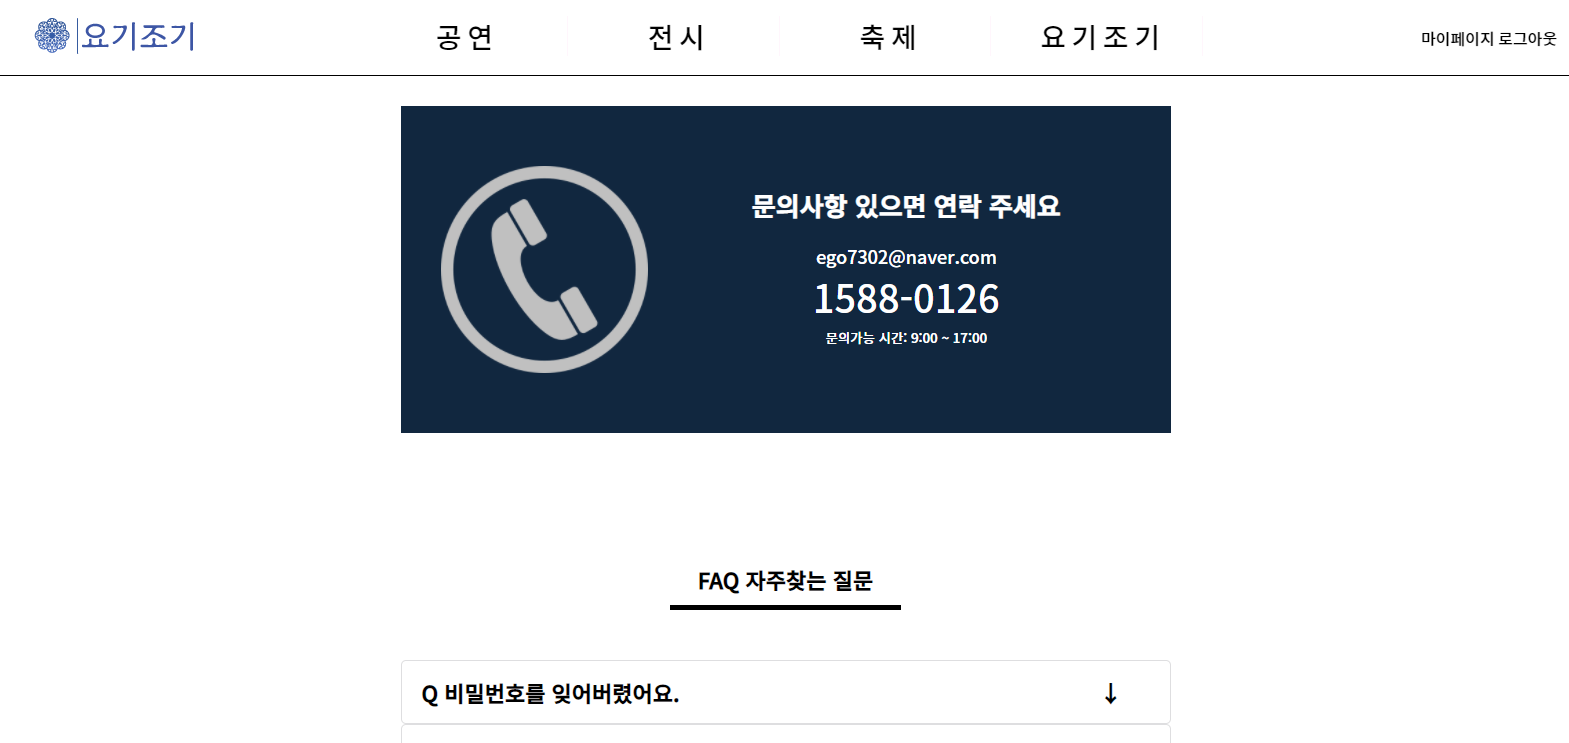 요기조기
공연
전시
축제
요기조기
마이페이지 로그아웃
문의사항 있으면 연락 주세요
ego7302@naver.com
1588-0126
문의가능 시간: 9:00 ~ 17:00
FAQ 자주찾는 질문
Q 비밀번호를 잊어버렸어요.
↓